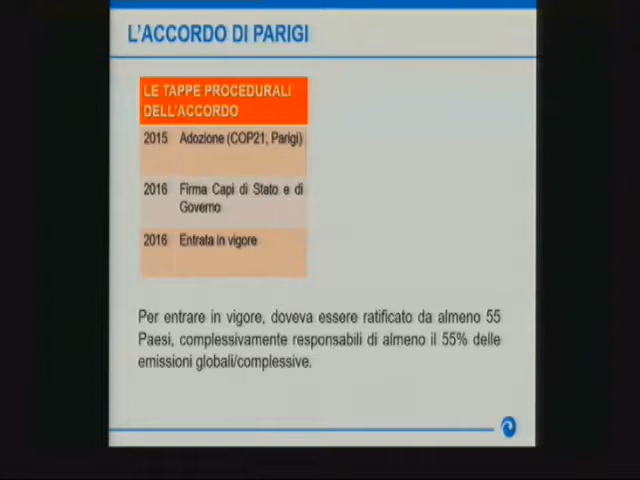 L'ACCORDO DI PARIGI
LE TAPPE PROCEDURALI
DELL'ACCORDO
2015 Adozione (COP21, Parigi)
2016 Firma Capi di Stato e di
Governo
2016 Entrata in vigore
Per entrare in vigore, doveva essere ratificato da almeno 55
Paesi, complessivamente responsabili di almeno il 55% delle
emissioni globali/complessive.